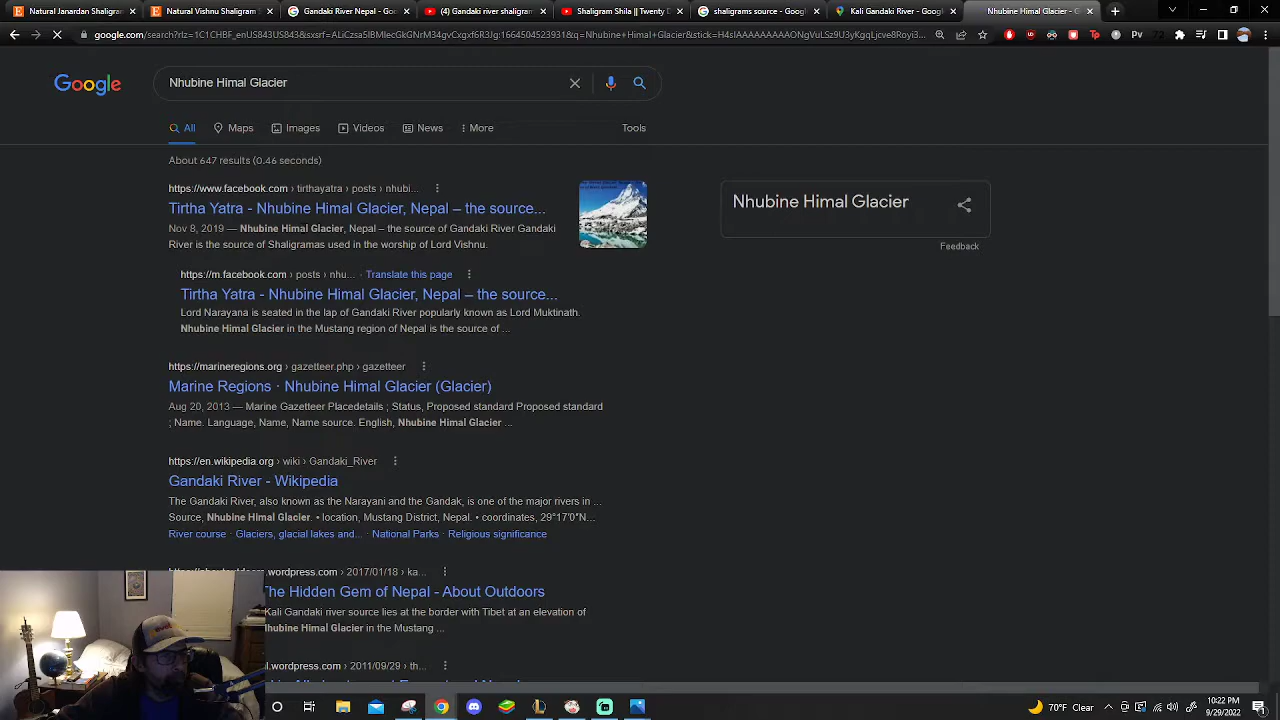 Natural Janardan Shaligram
Natural Vishnu Shaligram
Gandaki River Nepal - Google
(4) Gandaki river shaligram
Shaligram Shila || Twenty
shaligrams source - Google
Kali Gandaki River - Google
Nhubine Himal Glacier - G
google.com/search?rlz=
Google
Nhubine Himal Glacier
All Maps Images Videos News More Tools
About 647 results (0.46 seconds)
https://www.facebook.com › tirthayatra › posts › nhubi...
Tirtha Yatra - Nhubine Himal Glacier, Nepal – the source...
Nov 8, 2019 — Nhubine Himal Glacier, Nepal – the source of Gandaki River Gandaki
River is the source of Shaligramas used in the worship of Lord Vishnu.
https://m.facebook.com › posts › nhu... · Translate this page
Tirtha Yatra - Nhubine Himal Glacier, Nepal – the source...
Lord Narayana is seated in the lap of Gandaki River popularly known as Lord Muktinath.
Nhubine Himal Glacier in the Mustang region of Nepal is the source of ...
https://marineregions.org › gazetteer.php › gazetteer
Marine Regions · Nhubine Himal Glacier (Glacier)
Aug 20, 2013 — Marine Gazetteer Placedetails ; Status, Proposed standard Proposed standard
; Name. Language, Name, Name source. English, Nhubine Himal Glacier ...
https://en.wikipedia.org › wiki › Gandaki_River
Gandaki River - Wikipedia
The Gandaki River, also known as the Narayani and the Gandak, is one of the major rivers in ...
Source, Nhubine HImal Glacier. • location, Mustang District, Nepal. • coordinates, 29°17′0″N...
River course · Glaciers, glacial lakes and... · National Parks · Religious significance
.wordpress.com › 2017/01/18 › ka...
The Hidden Gem of Nepal - About Outdoors
Kali Gandaki river source lies at the border with Tibet at an elevation of
Nhubine Himal Glacier in the Mustang ...
.wordpress.com › 2011/09/29 › th...
Nhubine Himal Glacier
Feedback
70°F Clear
10:22 PM
9/29/2022